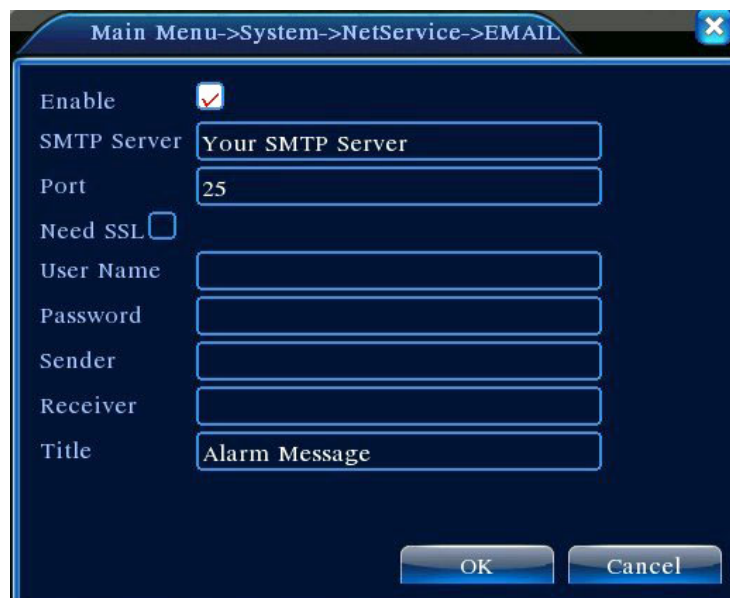 Main Menu->System->NetService->EMAIL
Enable
SMTP Server Your SMTP Server
Port 25
Need SSL
User Name
Password
Sender
Receiver
Title Alarm Message
OK Cancel